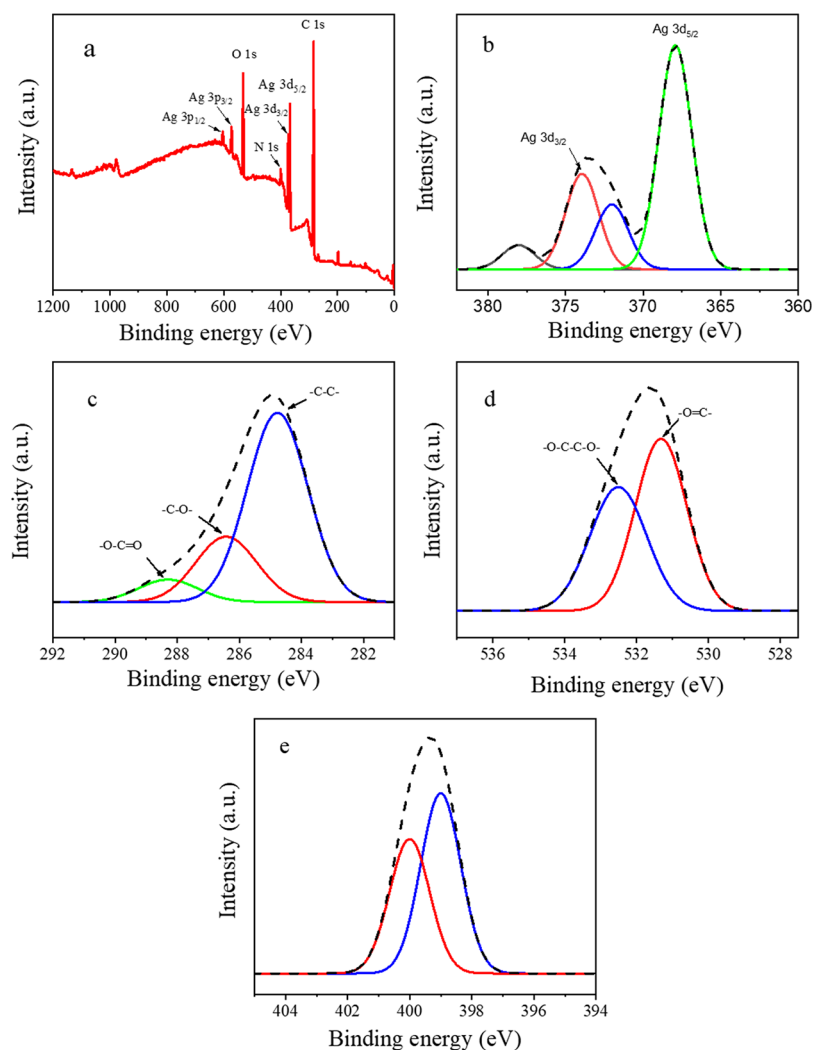 a
C 1s
O 1s
Ag 3d5/2
Ag 3p3/2
Ag 3d3/2
Ag 3p1/2
N 1s
Intensity (a.u.)
1200 1000 800 600 400 200 0
Binding energy (eV)
b
Ag 3d5/2
Ag 3d3/2
Intensity (a.u.)
380 375 370 365 360
Binding energy (eV)
c
-C-C-
-C-O-
-O-C=O
Intensity (a.u.)
292 290 288 286 284 282
Binding energy (eV)
d
-O=C-
-O-C-C-O-
Intensity (a.u.)
536 534 532 530 528
Binding energy (eV)
e
Intensity (a.u.)
404 402 400 398 396 394
Binding energy (eV)